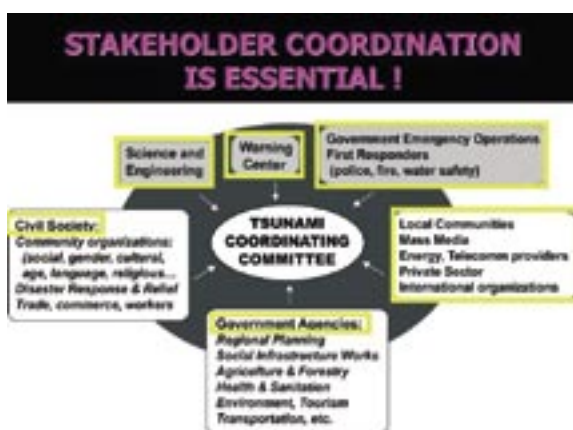 STAKEHOLDER COORDINATION
IS ESSENTIAL !
Science and
Engineering
Warning
Center
Government Emergency Operations
First Responders
(police, fire, water safety)
Civil Society:
Community organizations:
(social, gender, cultural,
age, language, religious...
Disaster Response & Relief
Trade, commerce, workers
TSUNAMI
COORDINATING
COMMITTEE
Local Communities
Mass Media
Energy, Telecomm providers
Private Sector
International organizations
Government Agencies:
Regional Planning
Social Infrastructure Works
Agriculture & Forestry
Health & Sanitation
Environment, Tourism
Transportation, etc.